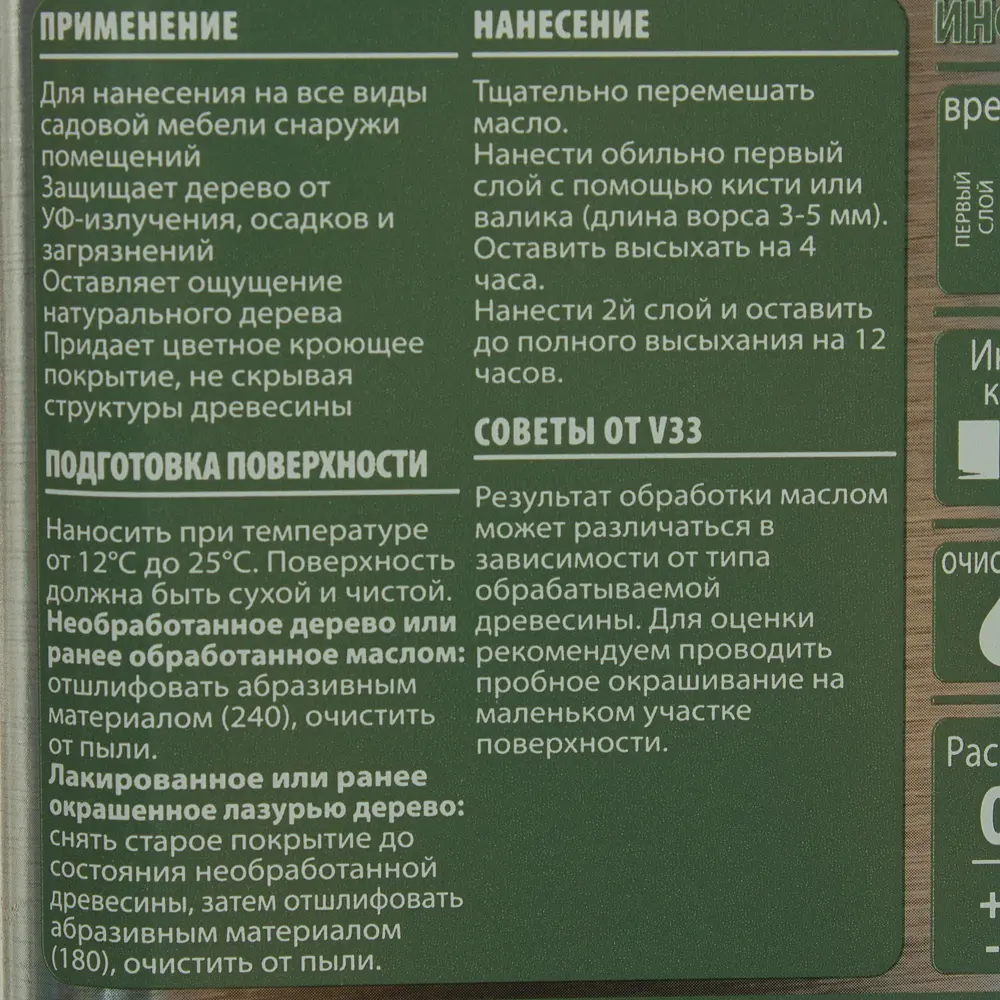 ПРИМЕНЕНИЕ
Для нанесения на все виды
садовой мебели снаружи
помещений
Защищает дерево от
УФ-излучения, осадков и
загрязнений
Оставляет ощущение
натурального дерева
Придает цветное кроющее
покрытие, не скрывая
структуры древесины
ПОДГОТОВКА ПОВЕРХНОСТИ
Наносить при температуре
от 12°C до 25°C. Поверхность
должна быть сухой и чистой.
Необработанное дерево или
ранее обработанное маслом:
отшлифовать абразивным
материалом (240), очистить
от пыли.
Лакированное или ранее
окрашенное лазурью дерево:
снять старое покрытие до
состояния необработанной
древесины, затем отшлифовать
абразивным материалом
(180), очистить от пыли.
НАНЕСЕНИЕ
Тщательно перемешать
масло.
Нанести обильно первый
слой с помощью кисти или
валика (длина ворса 3-5 мм).
Оставить высыхать на 4
часа.
Нанести 2й слой и оставить
до полного высыхания на 12
часов.
СОВЕТЫ ОТ V33
Результат обработки маслом
может различаться в
зависимости от типа
обрабатываемой
древесины. Для оценки
рекомендуем проводить
пробное окрашивание на
маленьком участке
поверхности.
ПЕРВЫЙ
СЛОЙ